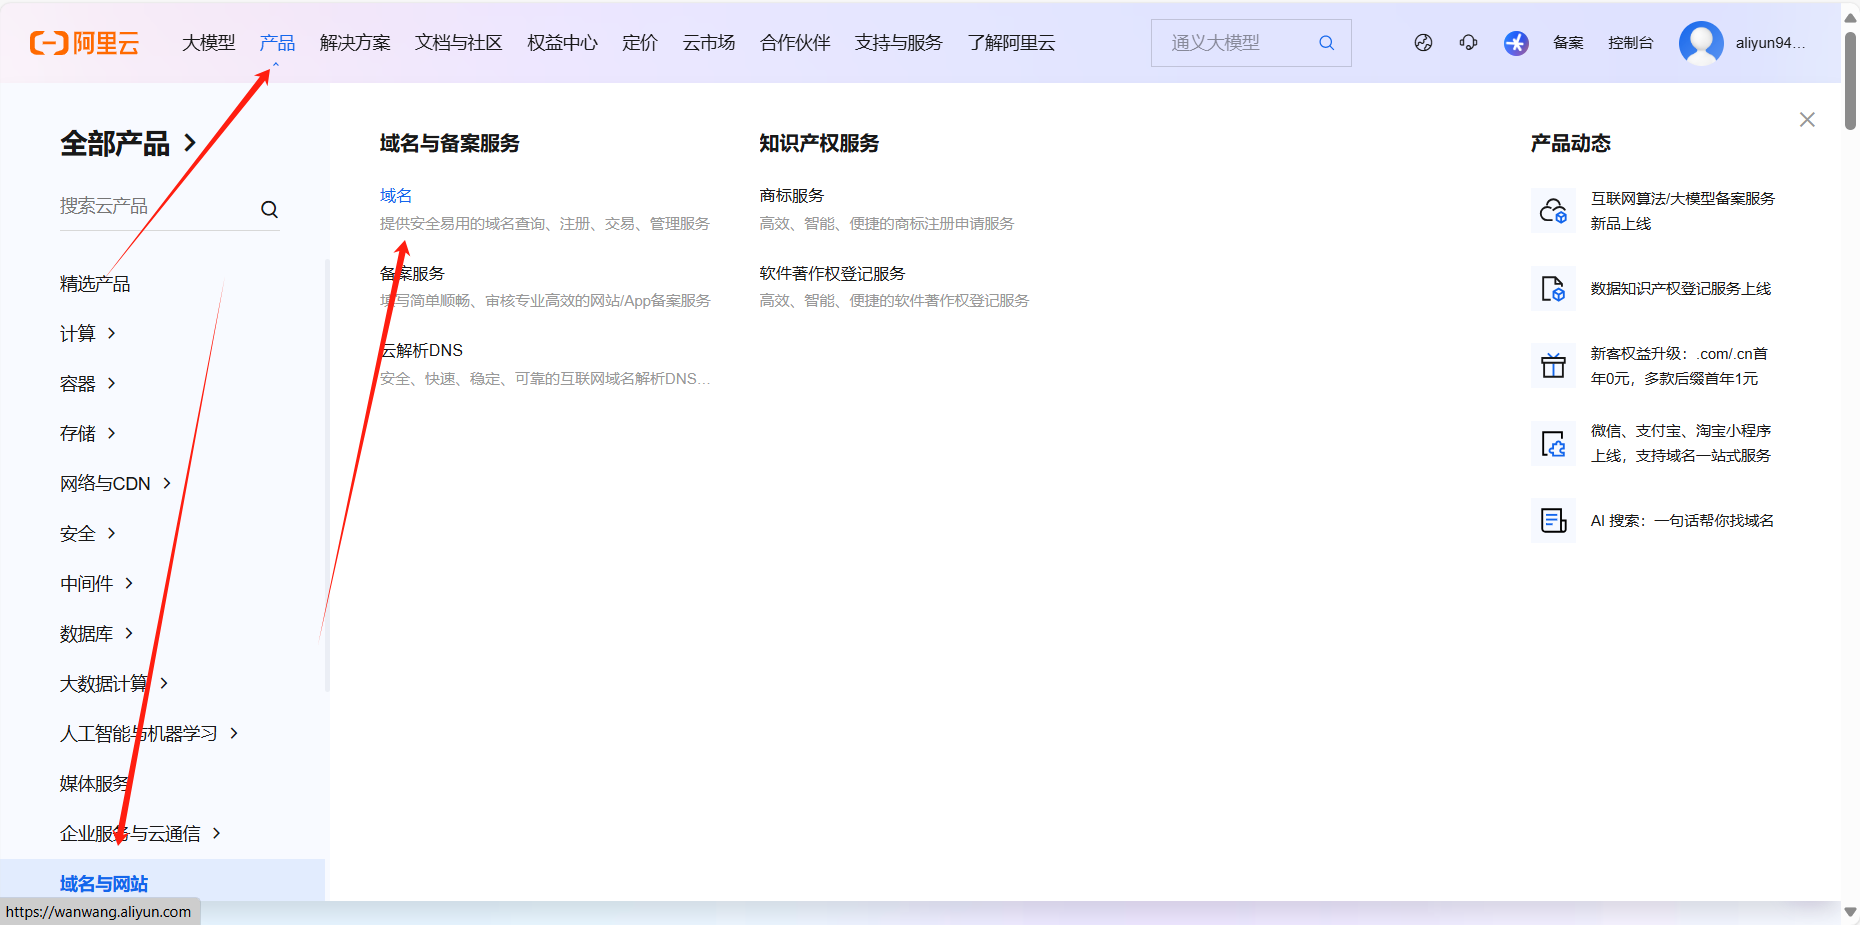 阿里云
大模型 产品 解决方案 文档与社区 权益中心 定价 云市场 合作伙伴 支持与服务 了解阿里云
通义大模型
备案 控制台 aliyun94...
全部产品
搜索云产品
精选产品
计算
容器
存储
网络与CDN
安全
中间件
数据库
大数据计算
人工智能与机器学习
媒体服务
企业服务与云通信
域名与网站
域名与备案服务
域名
提供安全易用的域名查询、注册、交易、管理服务
备案服务
填写简单顺畅、审核专业高效的网站/App备案服务
云解析DNS
安全、快速、稳定、可靠的互联网域名解析DNS...
知识产权服务
商标服务
高效、智能、便捷的商标注册申请服务
软件著作权登记服务
高效、智能、便捷的软件著作权登记服务
产品动态
互联网算法/大模型备案服务
新品上线
数据知识产权登记服务上线
新客权益升级：.com/.cn首
年0元，多款后缀首年1元
微信、支付宝、淘宝小程序
上线，支持域名一站式服务
AI 搜索：一句话帮你找域名
https://wanwang.aliyun.com